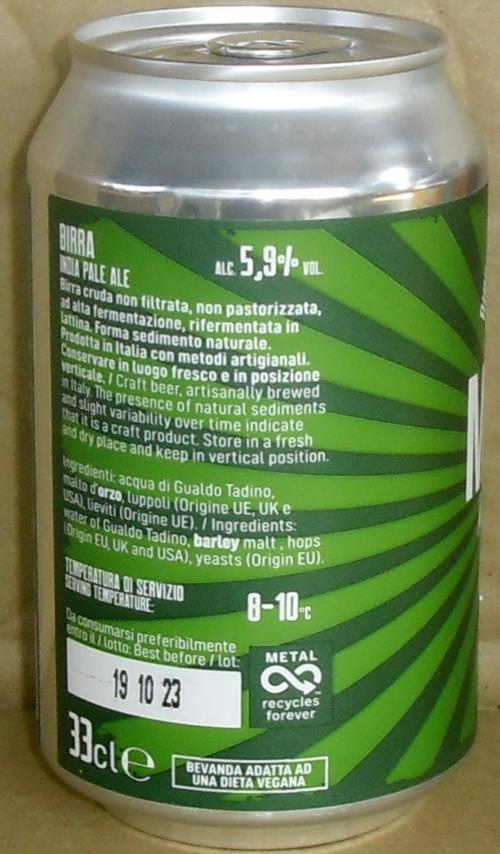 BIRRA
INDIA PALE ALE
ALC. 5,9% VOL.
Birra cruda non filtrata, non pastorizzata,
ad alta fermentazione, rifermentata in
lattina. Forma sedimento naturale.
Prodotta in Italia con metodi artigianali.
Conservare in luogo fresco e in posizione
verticale. / Craft beer, artisanally brewed
in Italy. The presence of natural sediments
and slight variability over time indicate
that it is a craft product. Store in a fresh
and dry place and keep in vertical position.
Ingredienti: acqua di Gualdo Tadino,
malto d'orzo, luppoli (Origine UE, UK e
USA), lieviti (Origine UE). / Ingredients:
water of Gualdo Tadino, barley malt , hops
(Origin EU, UK and USA), yeasts (Origin EU).
TEMPERATURA DI SERVIZIO
SERVING TEMPERATURE:
8-10°C
Da consumarsi preferibilmente
entro il / lotto: Best before / lot:
19 10 23
METAL
recycles
forever
33cl e
BEVANDA ADATTA AD
UNA DIETA VEGANA